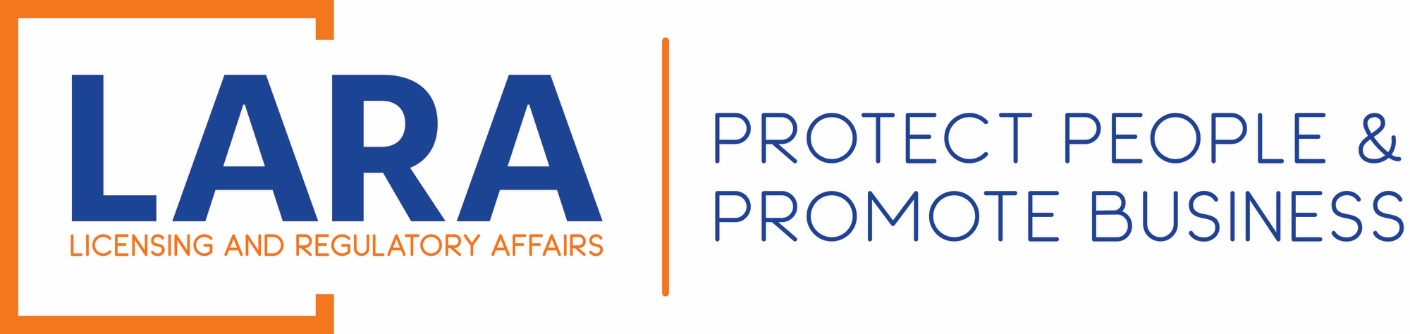 LARA
LICENSING AND REGULATORY AFFAIRS
PROTECT PEOPLE &
PROMOTE BUSINESS